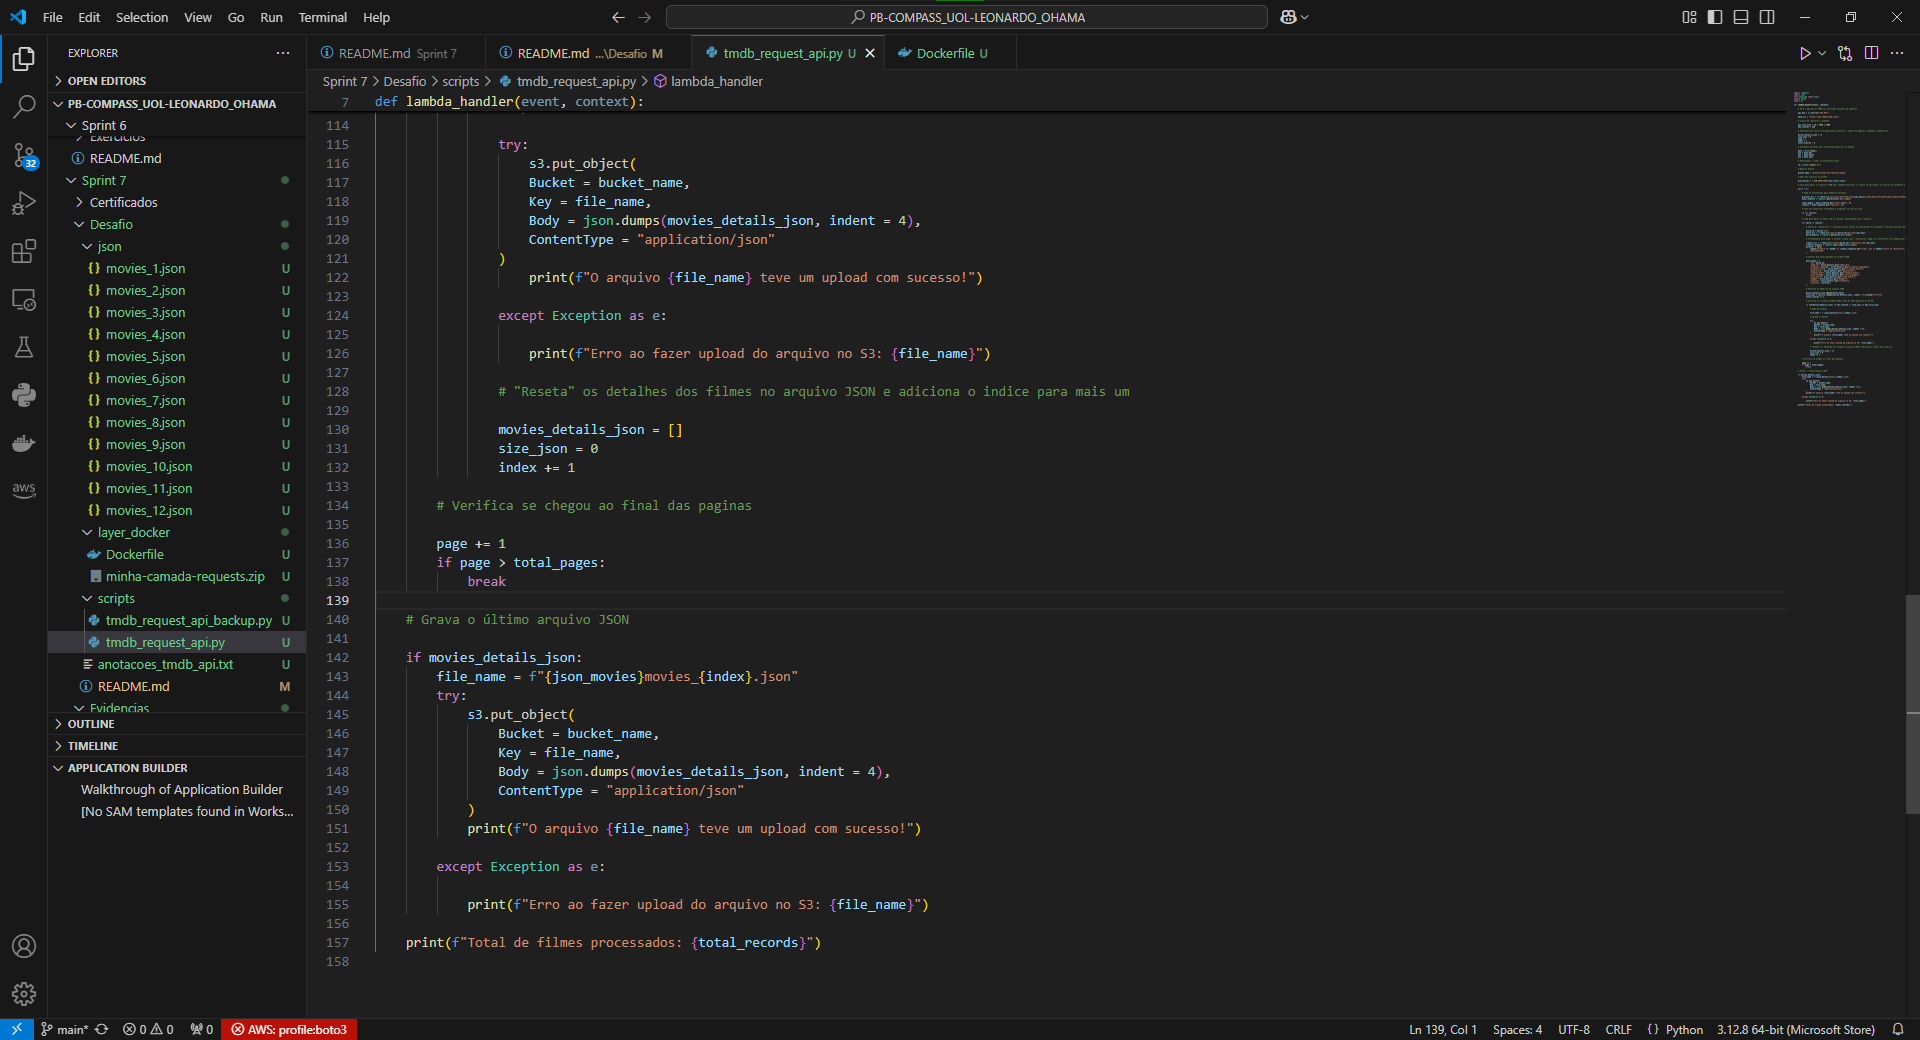 File Edit Selection View Go Run Terminal Help
PB-COMPASS_UOL-LEONARDO_OHAMA
EXPLORER
OPEN EDITORS
PB-COMPASS_UOL-LEONARDO_OHAMA
Sprint 6
Exercicios
README.md
Sprint 7
Certificados
Desafio
json
movies_1.json U
movies_2.json U
movies_3.json U
movies_4.json U
movies_5.json U
movies_6.json U
movies_7.json U
movies_8.json U
movies_9.json U
movies_10.json U
movies_11.json U
movies_12.json U
layer_docker
Dockerfile U
minha-camada-requests.zip U
scripts
tmdb_request_api_backup.py U
tmdb_request_api.py U
anotacoes_tmdb_api.txt U
README.md M
Evidencias
OUTLINE
TIMELINE
APPLICATION BUILDER
Walkthrough of Application Builder
[No SAM templates found in Works...
32
aws
README.md Sprint 7
README.md ...\Desafio M
tmdb_request_api.py U
Dockerfile U
Sprint 7 > Desafio > scripts > tmdb_request_api.py > lambda_handler
7 def lambda_handler(event, context):
114
115 try:
116 s3.put_object(
117 Bucket = bucket_name,
118 Key = file_name,
119 Body = json.dumps(movies_details_json, indent = 4),
120 ContentType = "application/json"
121 )
122 print(f"O arquivo {file_name} teve um upload com sucesso!")
123
124 except Exception as e:
125
126 print(f"Erro ao fazer upload do arquivo no S3: {file_name}")
127
128 # "Reseta" os detalhes dos filmes no arquivo JSON e adiciona o indice para mais um
129
130 movies_details_json = []
131 size_json = 0
132 index += 1
133
134 # Verifica se chegou ao final das paginas
135
136 page += 1
137 if page > total_pages:
138 break
139
140 # Grava o último arquivo JSON
141
142 if movies_details_json:
143 file_name = f"{json_movies}movies_{index}.json"
144 try:
145 s3.put_object(
146 Bucket = bucket_name,
147 Key = file_name,
148 Body = json.dumps(movies_details_json, indent = 4),
149 ContentType = "application/json"
150 )
151 print(f"O arquivo {file_name} teve um upload com sucesso!")
152
153 except Exception as e:
154
155 print(f"Erro ao fazer upload do arquivo no S3: {file_name}")
156
157 print(f"Total de filmes processados: {total_records}")
158
main* 0 0 0 AWS: profile:boto3
Ln 139, Col 1 Spaces: 4 UTF-8 CRLF {} Python 3.12.8 64-bit (Microsoft Store)